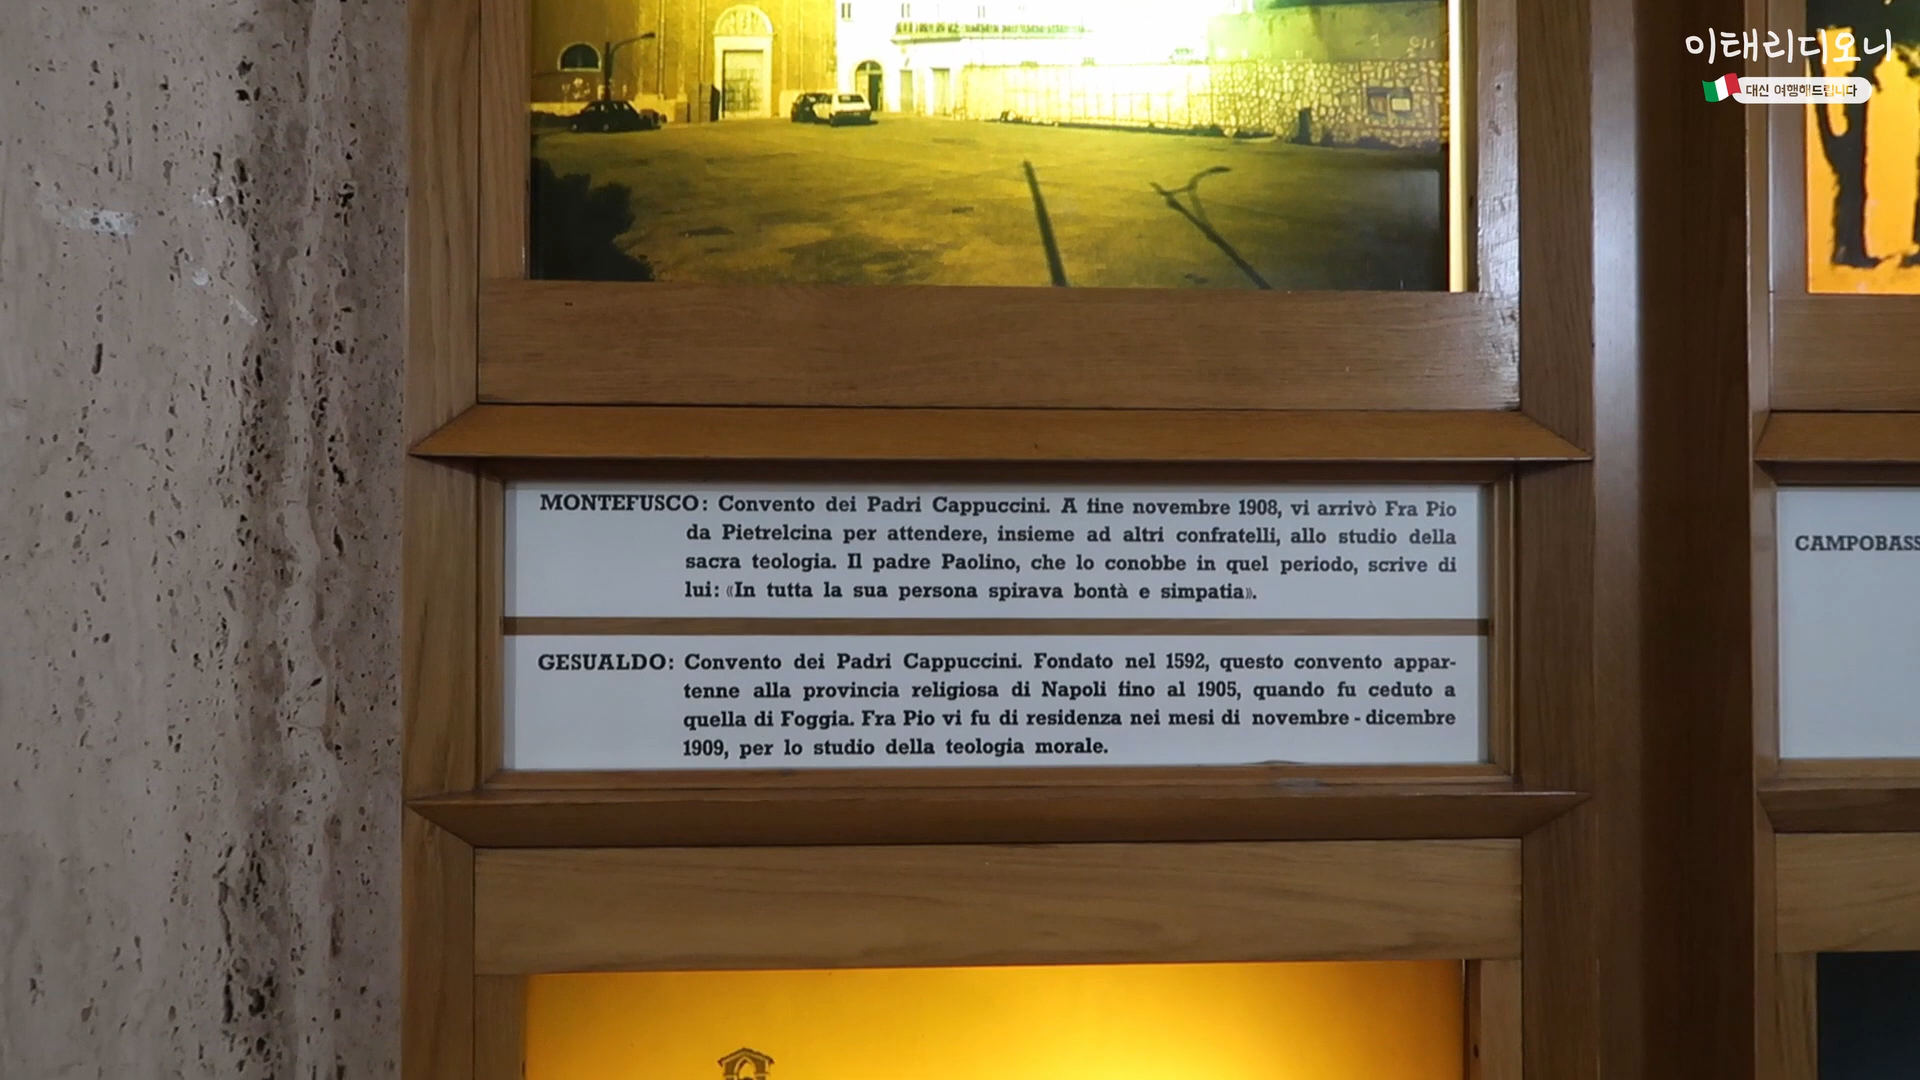 이태리디오니
대신 여행해드립니다
MONTEFUSCO: Convento dei Padri Cappuccini. A fine novembre 1908, vi arrivò Fra Pio
da Pietrelcina per attendere, insieme ad altri confratelli, allo studio della
sacra teologia. Il padre Paolino, che lo conobbe in quel periodo, scrive di
lui: «In tutta la sua persona spirava bontà e simpatia».
GESUALDO: Convento dei Padri Cappuccini. Fondato nel 1592, questo convento appar-
tenne alla provincia religiosa di Napoli fino al 1905, quando fu ceduto a
quella di Foggia. Fra Pio vi fu di residenza nei mesi di novembre - dicembre
1909, per lo studio della teologia morale.
CAMPOBASS